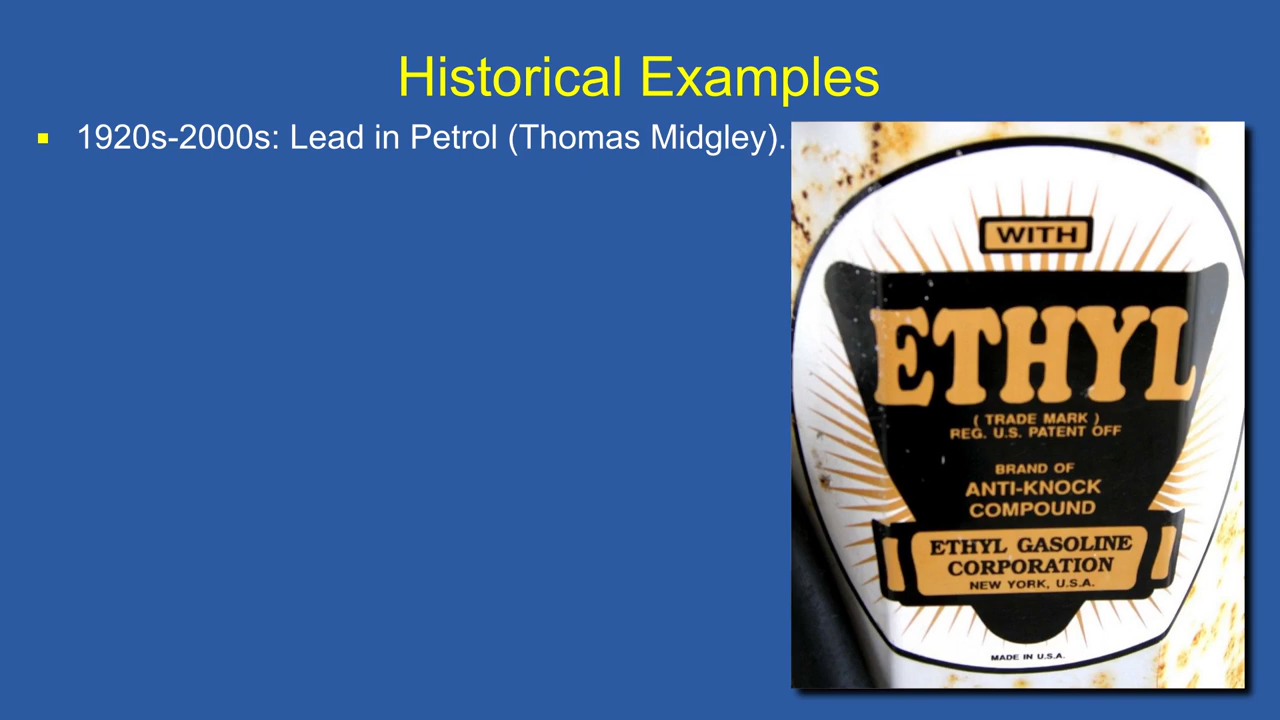 Historical Examples
1920s-2000s: Lead in Petrol (Thomas Midgley).
WITH
ETHYL
( TRADE MARK )
REG. U.S. PATENT OFF
BRAND OF
ANTI-KNOCK
COMPOUND
ETHYL GASOLINE
CORPORATION
NEW YORK, U.S.A.
MADE IN U.S.A.